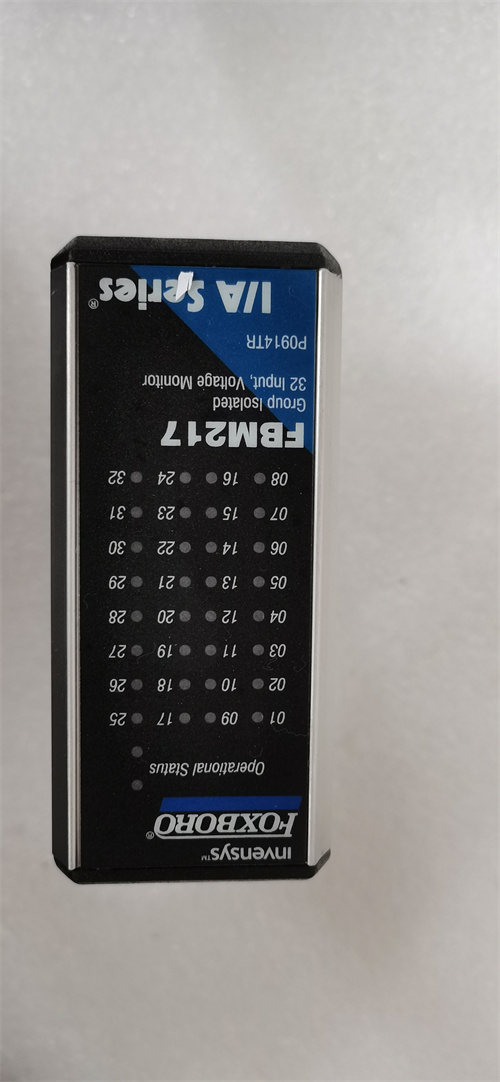 invensys™
FOXBORO®
Operational Status
01 09 17 25
02 10 18 26
03 11 19 27
04 12 20 28
05 13 21 29
06 14 22 30
07 15 23 31
08 16 24 32
FBM217
Group Isolated
32 Input, Voltage Monitor
P0914TR
I/A Series®